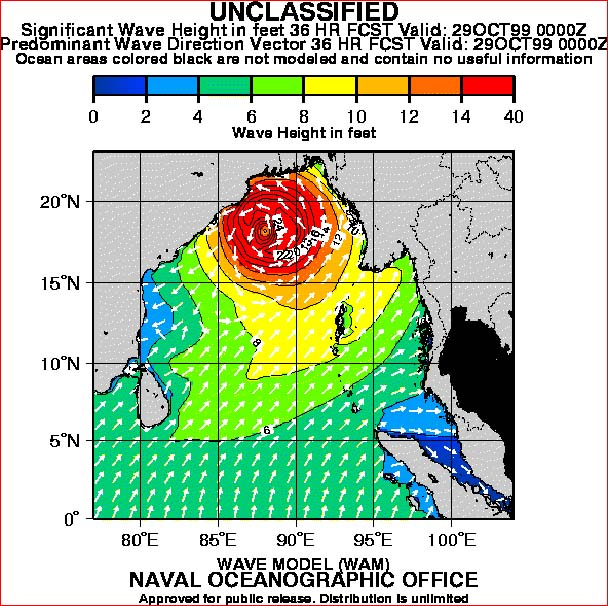 UNCLASSIFIED
Significant Wave Height in feet 36 HR FCST Valid: 29OCT99 0000Z
Predominant Wave Direction Vector 36 HR FCST Valid: 29OCT99 0000Z
Ocean areas colored black are not modeled and contain no useful information
0 2 4 6 8 10 12 14 40
Wave Height in feet
20°N
15°N
10°N
5°N
0°
12
8
6
80°E 85°E 90°E 95°E 100°E
WAVE MODEL (WAM)
NAVAL OCEANOGRAPHIC OFFICE
Approved for public release. Distribution is unlimited